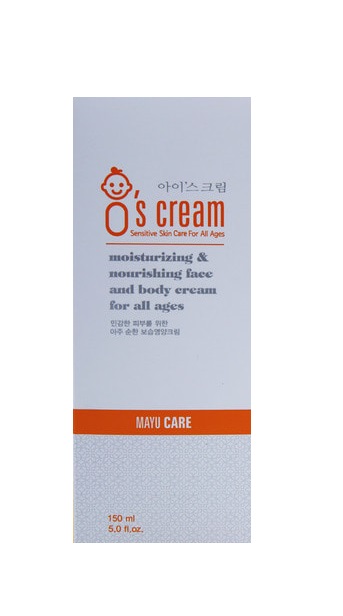 아이's 크림
O's cream
Sensitive Skin Care For All Ages
moisturizing &
nourishing face
and body cream
for all ages
민감한 피부를 위한
아주 순한 보습영양크림
MAYU CARE
150 ml
5.0 fl.oz.